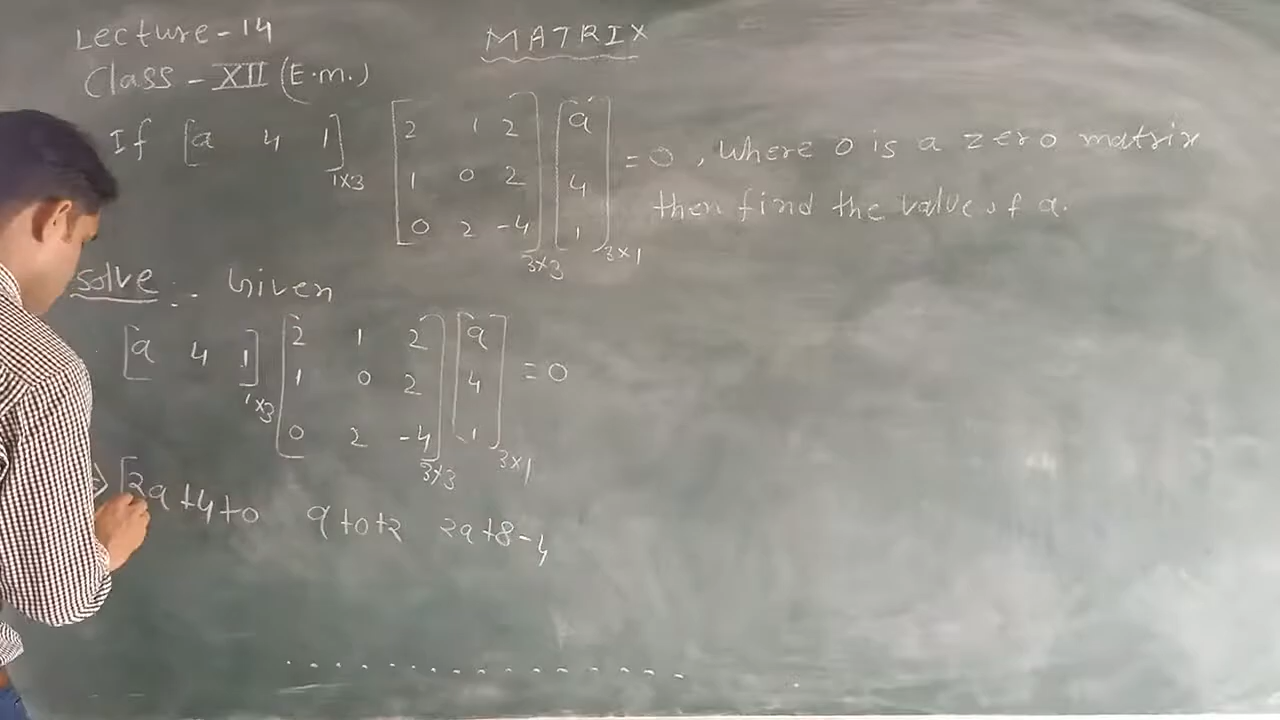 Lecture-14
MATRIX
Class - XII (E.m.)
If [a 4 1]1x3 [2 1 2 1 0 2 0 2 -4]3x3 [a 4 1]3x1 = 0, where 0 is a zero matrix
then find the value of a.
solve :- Given
[a 4 1]1x3 [2 1 2 1 0 2 0 2 -4]3x3 [a 4 1]3x1 = 0
⇒ [2a+4+0 a+0+2 2a+8-4